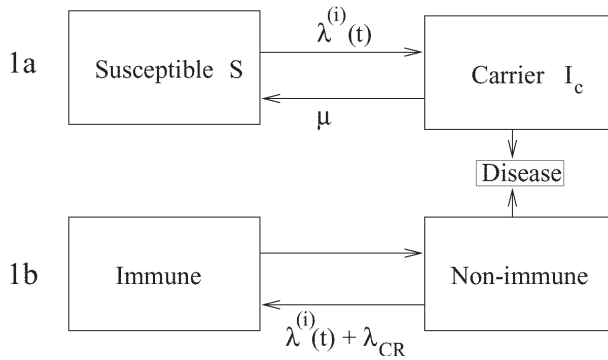 λ^(i)(t)
1a
Susceptible S
Carrier I_c
μ
Disease
1b
Immune
Non-immune
λ^(i)(t) + λ_CR